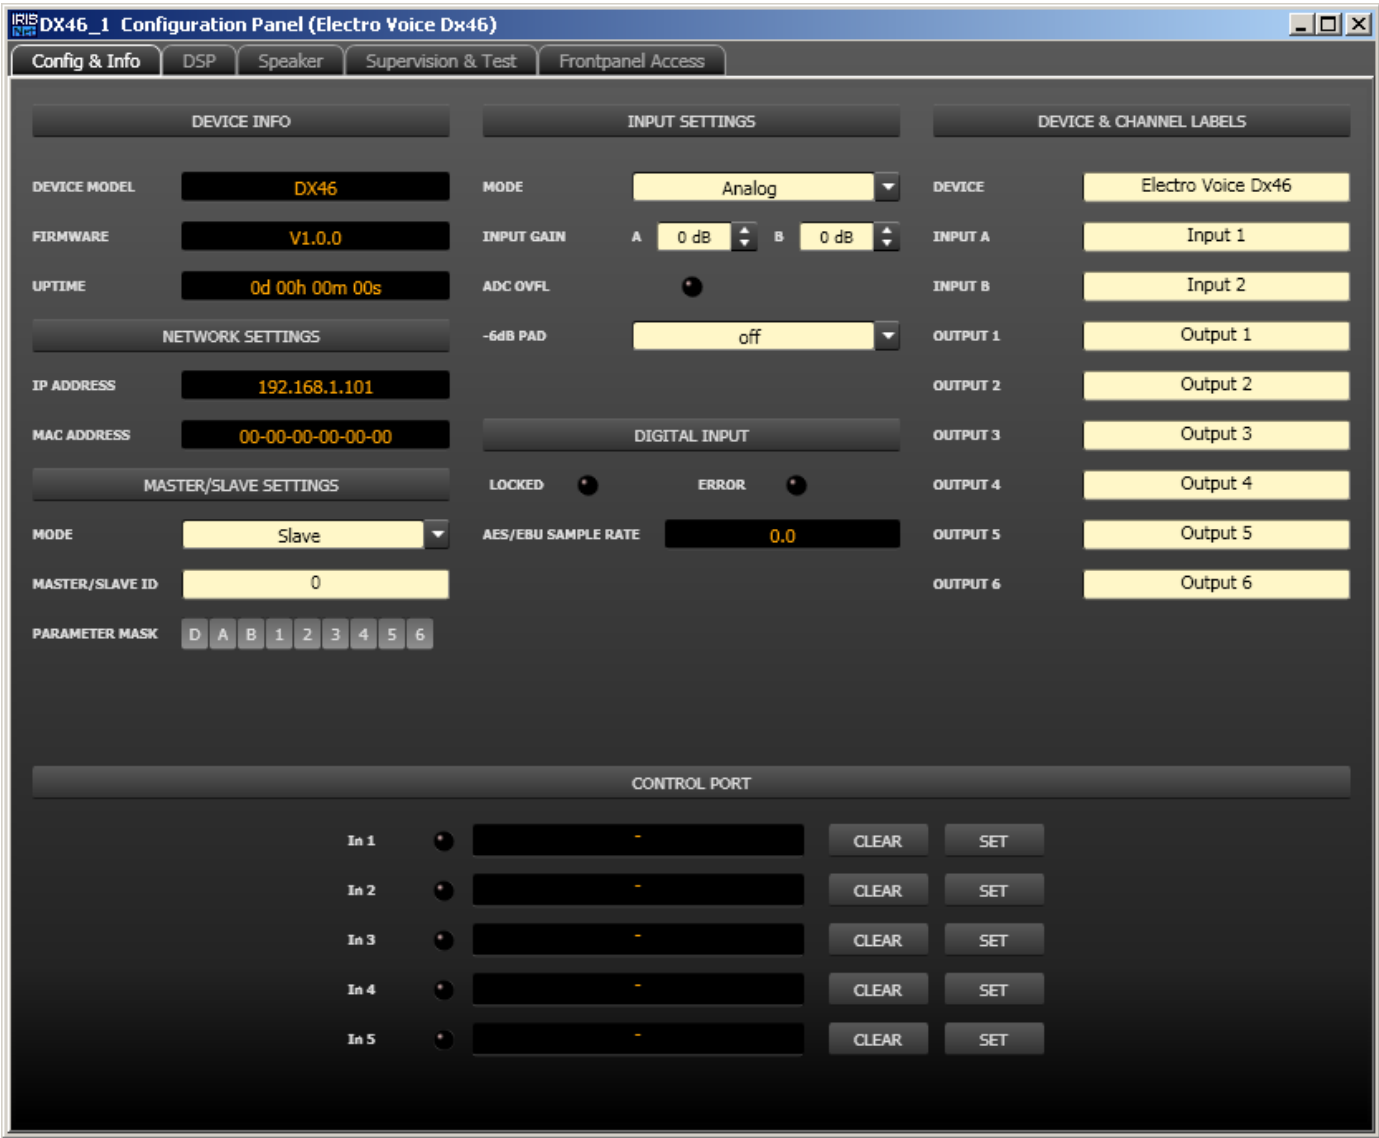 IRIS NET DX46_1 Configuration Panel (Electro Voice Dx46)
Config & Info DSP Speaker Supervision & Test Frontpanel Access
DEVICE INFO INPUT SETTINGS DEVICE & CHANNEL LABELS
DEVICE MODEL DX46 MODE Analog DEVICE Electro Voice Dx46
FIRMWARE V1.0.0 INPUT GAIN A 0 dB B 0 dB INPUT A Input 1
UPTIME 0d 00h 00m 00s ADC OVFL INPUT B Input 2
NETWORK SETTINGS -6dB PAD off OUTPUT 1 Output 1
IP ADDRESS 192.168.1.101 OUTPUT 2 Output 2
MAC ADDRESS 00-00-00-00-00-00 DIGITAL INPUT OUTPUT 3 Output 3
MASTER/SLAVE SETTINGS LOCKED ERROR OUTPUT 4 Output 4
MODE Slave AES/EBU SAMPLE RATE 0.0 OUTPUT 5 Output 5
MASTER/SLAVE ID 0 OUTPUT 6 Output 6
PARAMETER MASK D A B 1 2 3 4 5 6
CONTROL PORT
In 1 - CLEAR SET
In 2 - CLEAR SET
In 3 - CLEAR SET
In 4 - CLEAR SET
In 5 - CLEAR SET